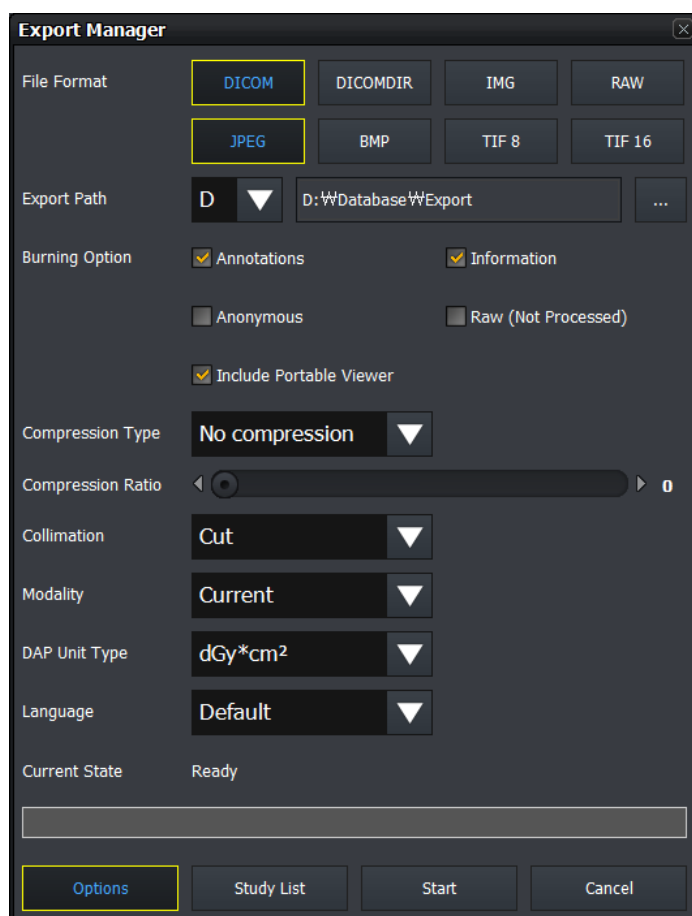 Export Manager
File Format DICOM DICOMDIR IMG RAW
JPEG BMP TIF 8 TIF 16
Export Path D D:₩Database₩Export ...
Burning Option Annotations Information
Anonymous Raw (Not Processed)
Include Portable Viewer
Compression Type No compression
Compression Ratio 0
Collimation Cut
Modality Current
DAP Unit Type dGy*cm²
Language Default
Current State Ready
Options Study List Start Cancel